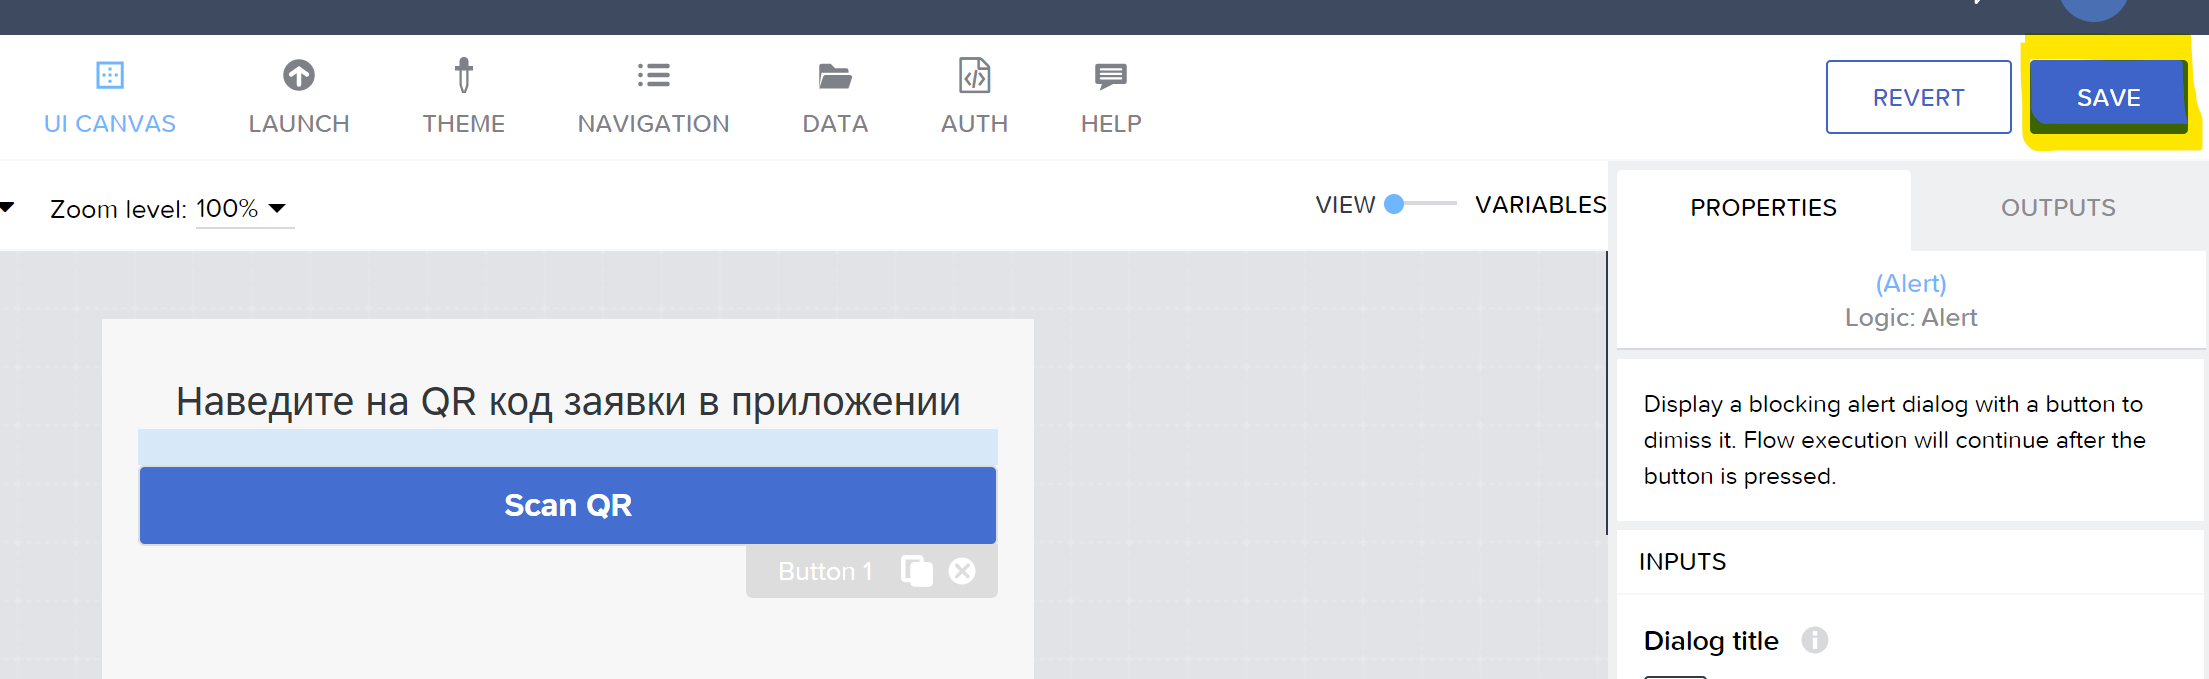 UI CANVAS
LAUNCH
THEME
NAVIGATION
DATA
AUTH
HELP
REVERT
SAVE
Zoom level: 100%
VIEW
VARIABLES
PROPERTIES
OUTPUTS
(Alert)
Logic: Alert
Display a blocking alert dialog with a button to
dimiss it. Flow execution will continue after the
button is pressed.
INPUTS
Dialog title
Наведите на QR код заявки в приложении
Scan QR
Button 1